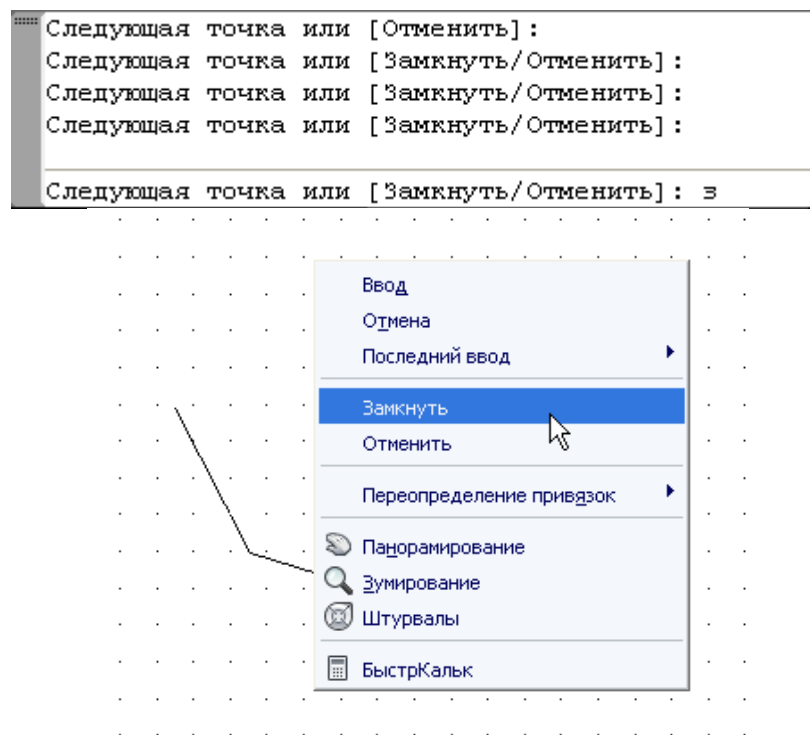 Следующая точка или [Отменить]:
Следующая точка или [Замкнуть/Отменить]:
Следующая точка или [Замкнуть/Отменить]:
Следующая точка или [Замкнуть/Отменить]:
Следующая точка или [Замкнуть/Отменить]: з
Ввод
Отмена
Последний ввод
Замкнуть
Отменить
Переопределение привязок
Панорамирование
Зумирование
Штурвалы
БыстрКальк